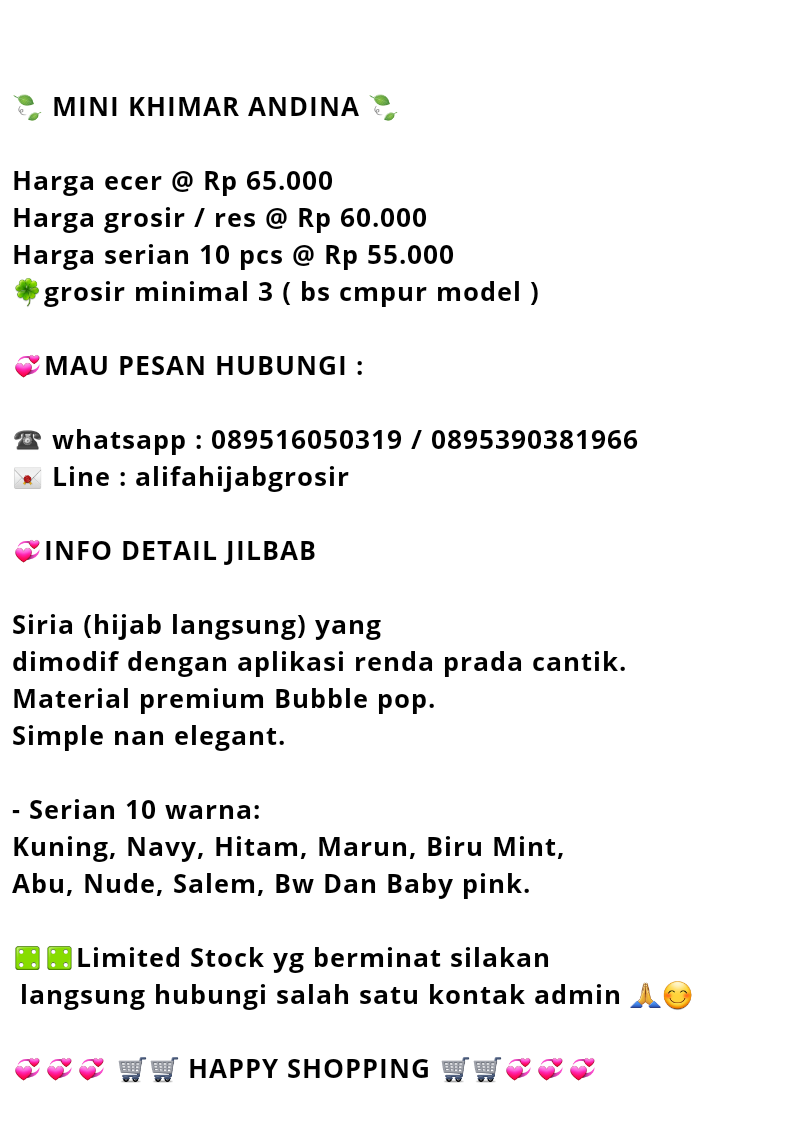 🍃 MINI KHIMAR ANDINA 🍃
Harga ecer @ Rp 65.000
Harga grosir / res @ Rp 60.000
Harga serian 10 pcs @ Rp 55.000
🍀grosir minimal 3 ( bs cmpur model )
💞MAU PESAN HUBUNGI :
☎ whatsapp : 089516050319 / 0895390381966
💌 Line : alifahijabgrosir
💞INFO DETAIL JILBAB
Siria (hijab langsung) yang
dimodif dengan aplikasi renda prada cantik.
Material premium Bubble pop.
Simple nan elegant.
- Serian 10 warna:
Kuning, Navy, Hitam, Marun, Biru Mint,
Abu, Nude, Salem, Bw Dan Baby pink.
Limited Stock yg berminat silakan
langsung hubungi salah satu kontak admin 🙏😊
💞💞💞 🛒🛒 HAPPY SHOPPING 🛒🛒💞💞💞